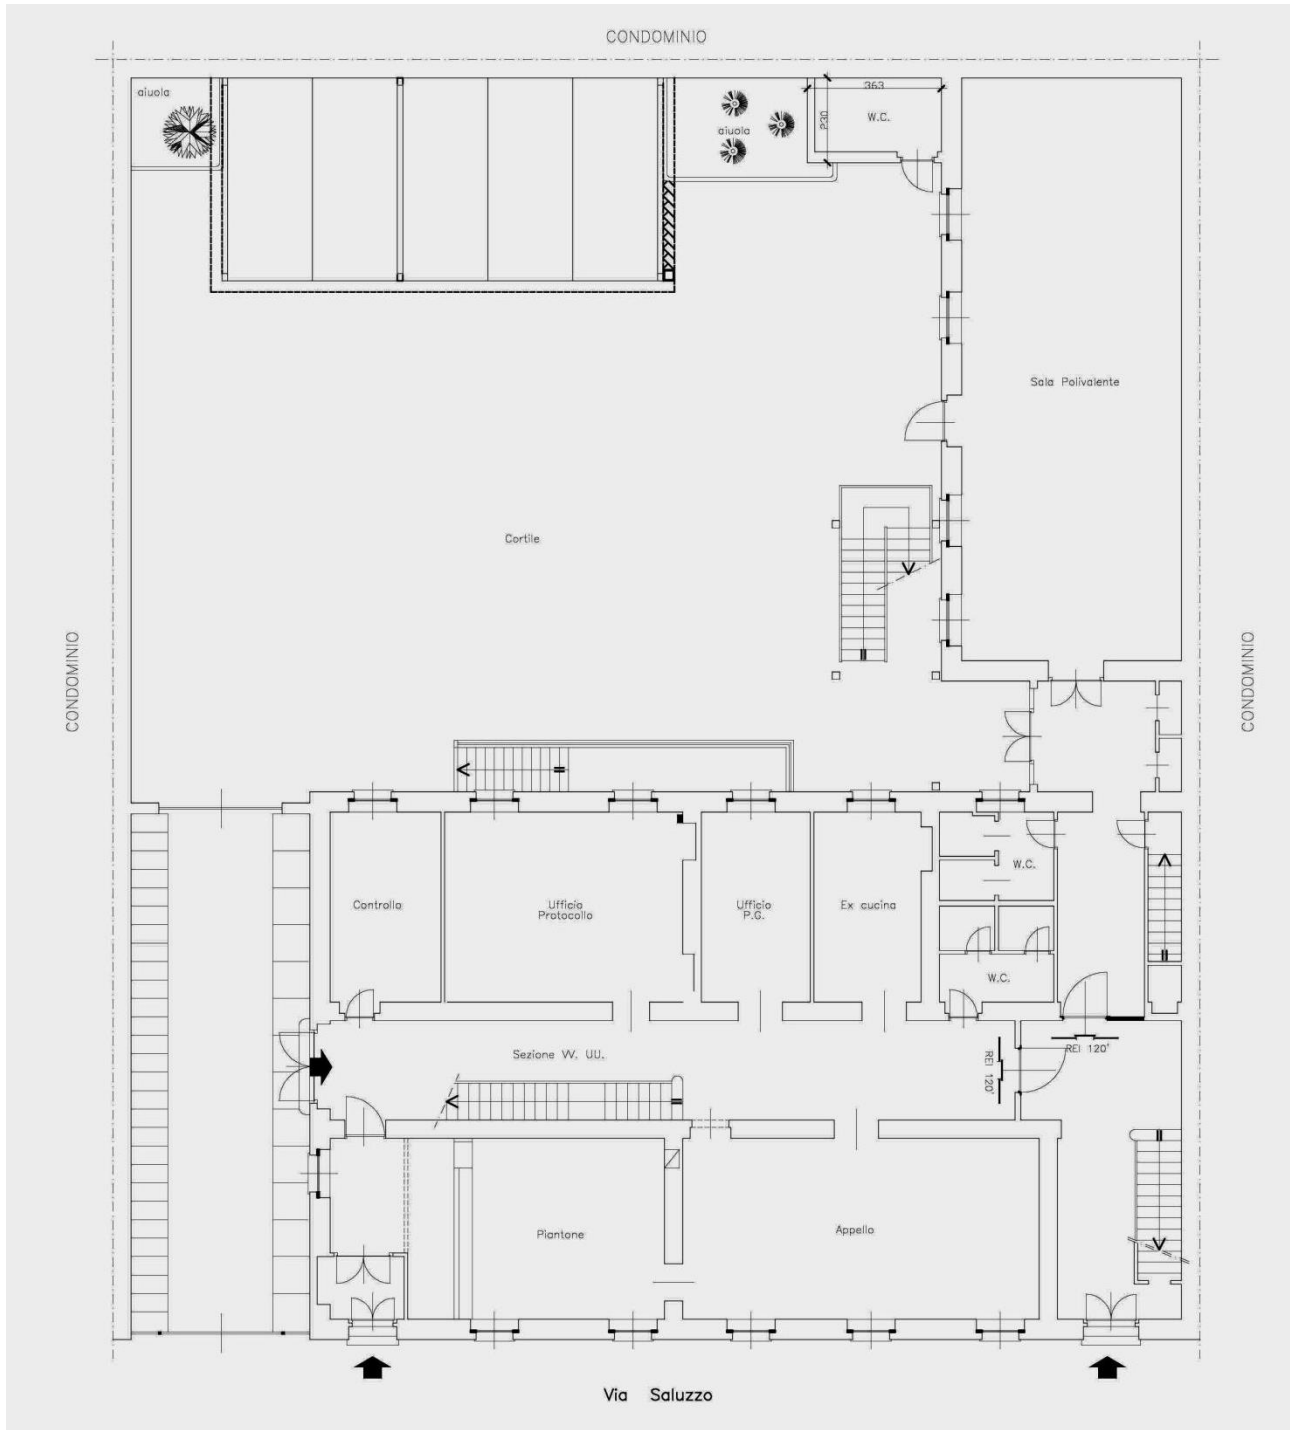 CONDOMINIO
aiuola
363
230
W.C.
aiuola
Sala Polivalente
Cortile
CONDOMINIO
CONDOMINIO
W.C.
Controllo
Ufficio
Protocollo
Ufficio
P.G.
Ex cucina
W.C.
Sezione VV. UU.
REI 120'
REI 120'
Piantone
Appello
Via Saluzzo